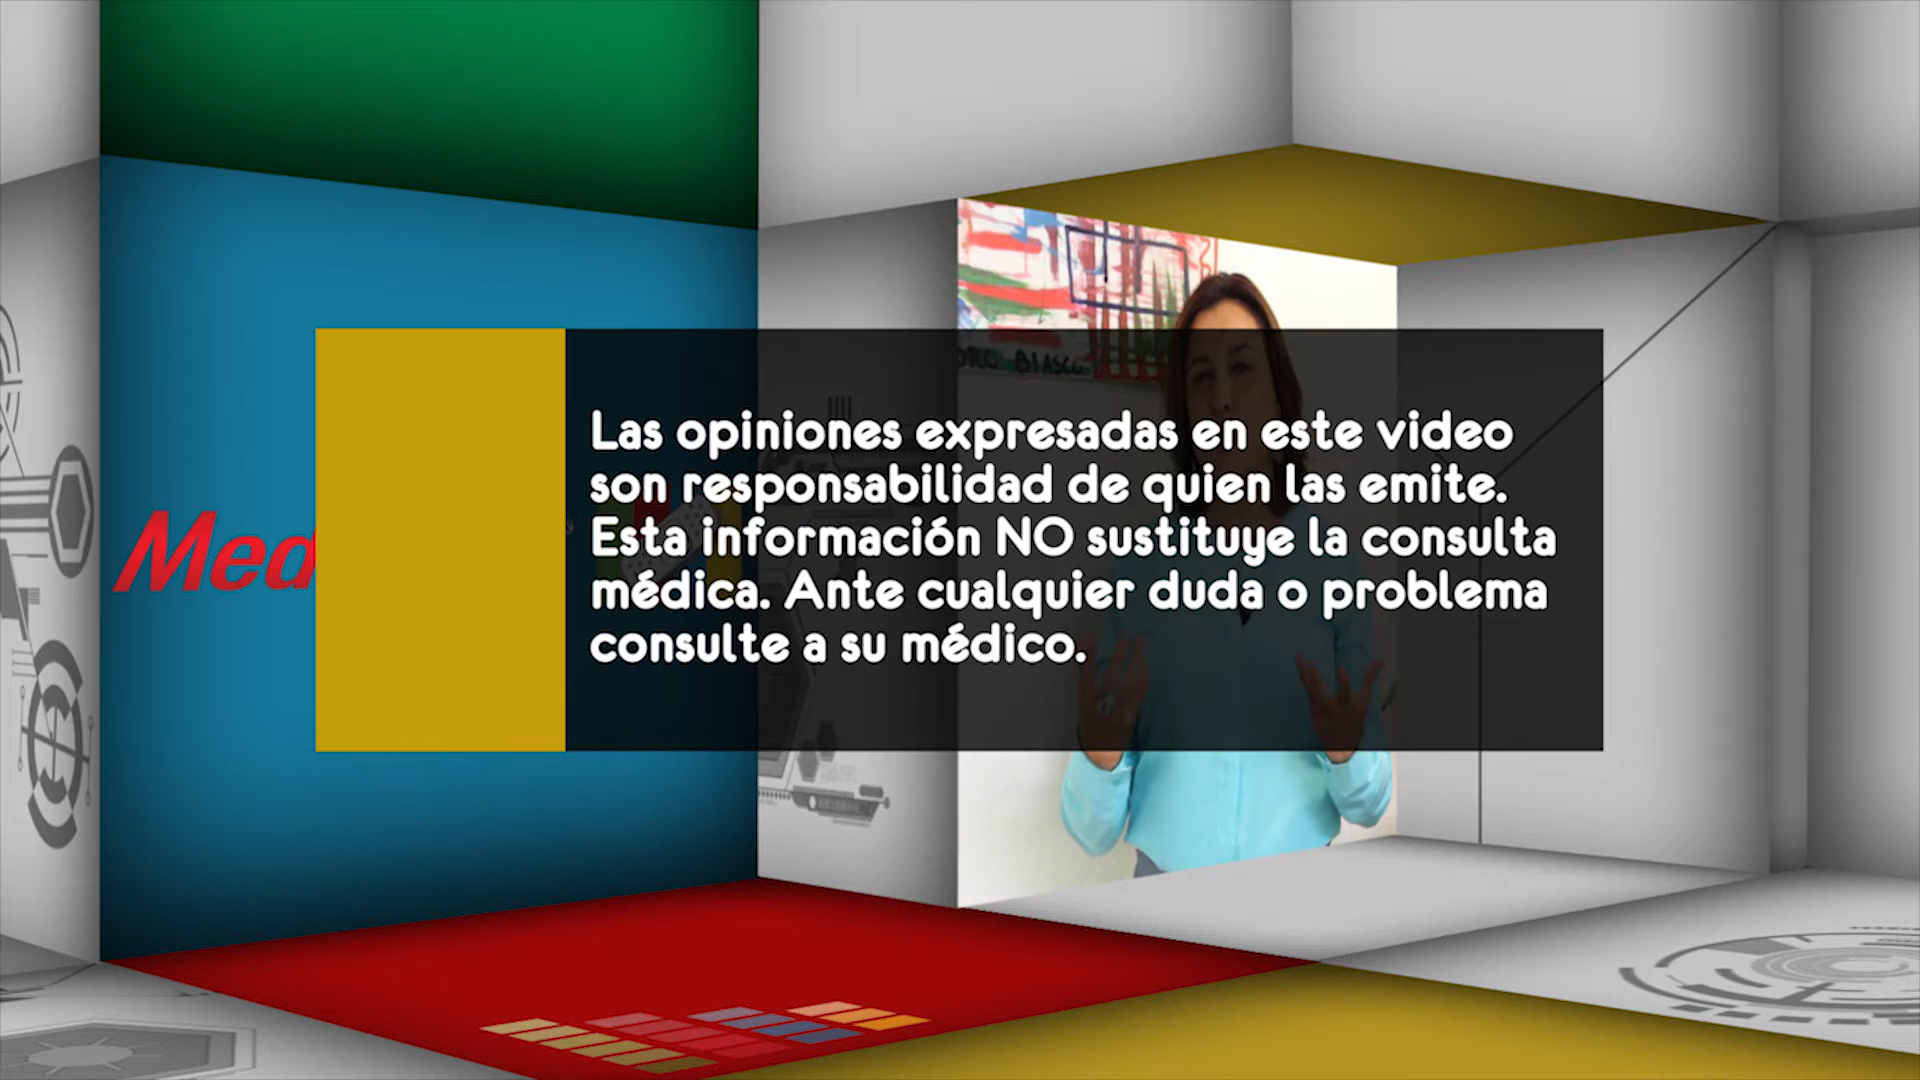 Las opiniones expresadas en este video
son responsabilidad de quien las emite.
Esta información NO sustituye la consulta
médica. Ante cualquier duda o problema
consulte a su médico.
Med